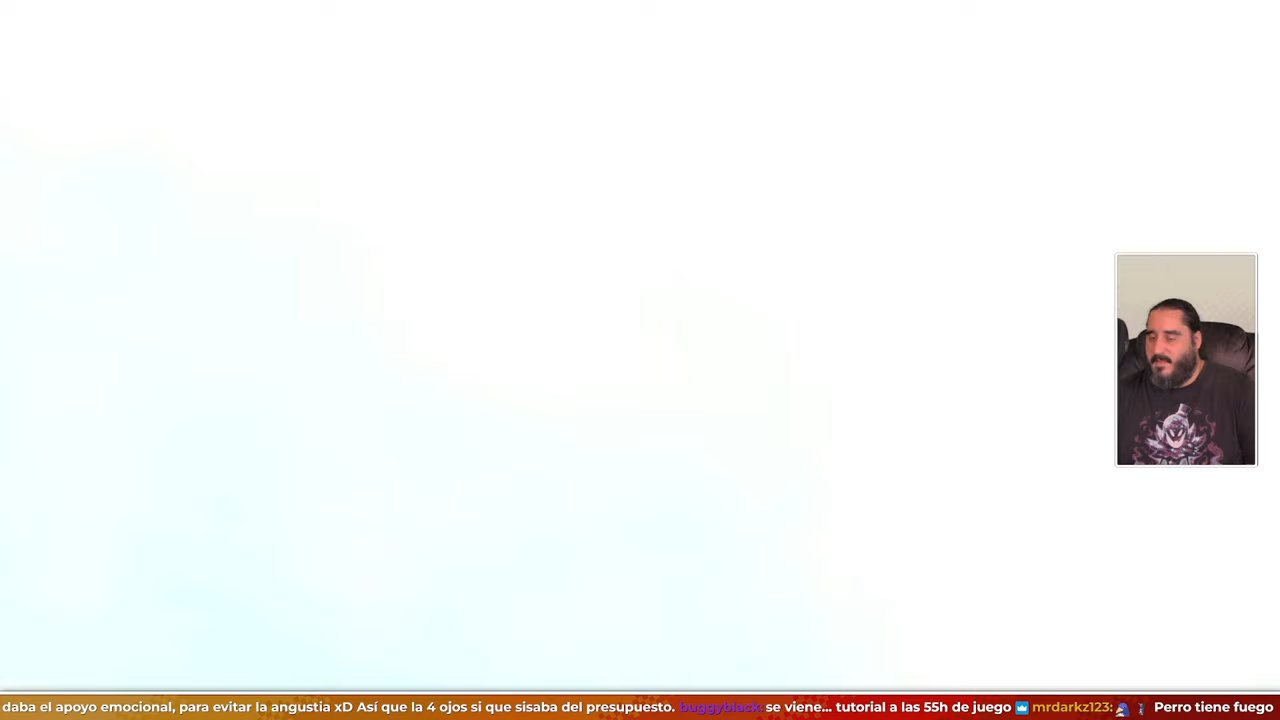 daba el apoyo emocional, para evitar la angustia xD Así que la 4 ojos si que sisaba del presupuesto. buggyblack: se viene... tutorial a las 55h de juego mrdarkz123: Perro tiene fuego